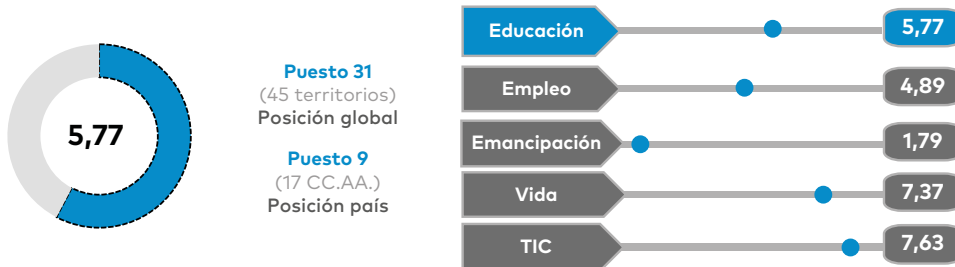 5,77
Puesto 31
(45 territorios)
Posición global
Puesto 9
(17 CC.AA.)
Posición país
Educación 5,77
Empleo 4,89
Emancipación 1,79
Vida 7,37
TIC 7,63